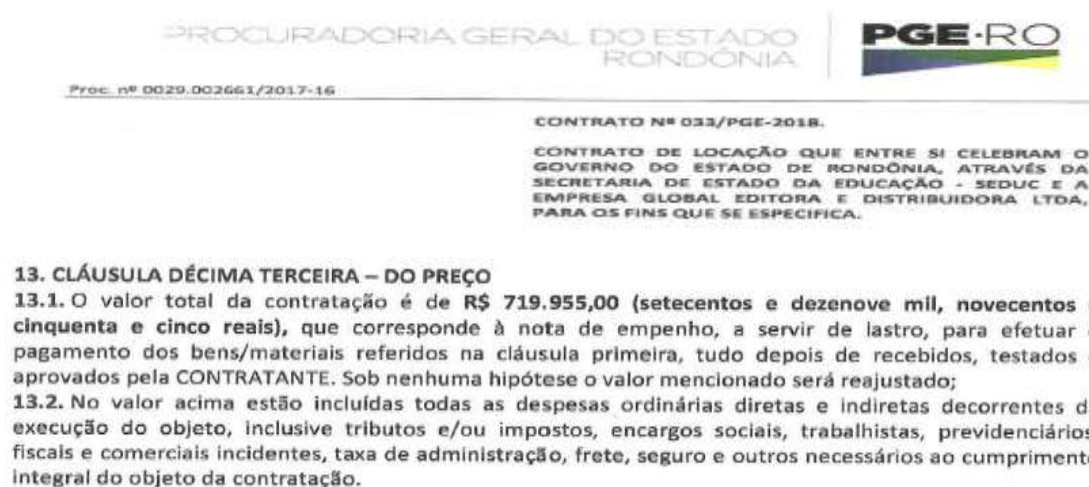 PROCURADORIA GERAL DO ESTADO
RONDÔNIA
PGE-RO
Proc. nº 0029.002661/2017-16
CONTRATO Nº 033/PGE-2018.
CONTRATO DE LOCAÇÃO QUE ENTRE SI CELEBRAM O
GOVERNO DO ESTADO DE RONDÔNIA, ATRAVÉS DA
SECRETARIA DE ESTADO DA EDUCAÇÃO - SEDUC E A
EMPRESA GLOBAL EDITORA E DISTRIBUIDORA LTDA,
PARA OS FINS QUE SE ESPECIFICA.
13. CLÁUSULA DÉCIMA TERCEIRA – DO PREÇO
13.1. O valor total da contratação é de R$ 719.955,00 (setecentos e dezenove mil, novecentos
cinquenta e cinco reais), que corresponde à nota de empenho, a servir de lastro, para efetuar
pagamento dos bens/materiais referidos na cláusula primeira, tudo depois de recebidos, testados
aprovados pela CONTRATANTE. Sob nenhuma hipótese o valor mencionado será reajustado;
13.2. No valor acima estão incluídas todas as despesas ordinárias diretas e indiretas decorrentes
execução do objeto, inclusive tributos e/ou impostos, encargos sociais, trabalhistas, previdenciários
fiscais e comerciais incidentes, taxa de administração, frete, seguro e outros necessários ao cumpriment
integral do objeto da contratação.